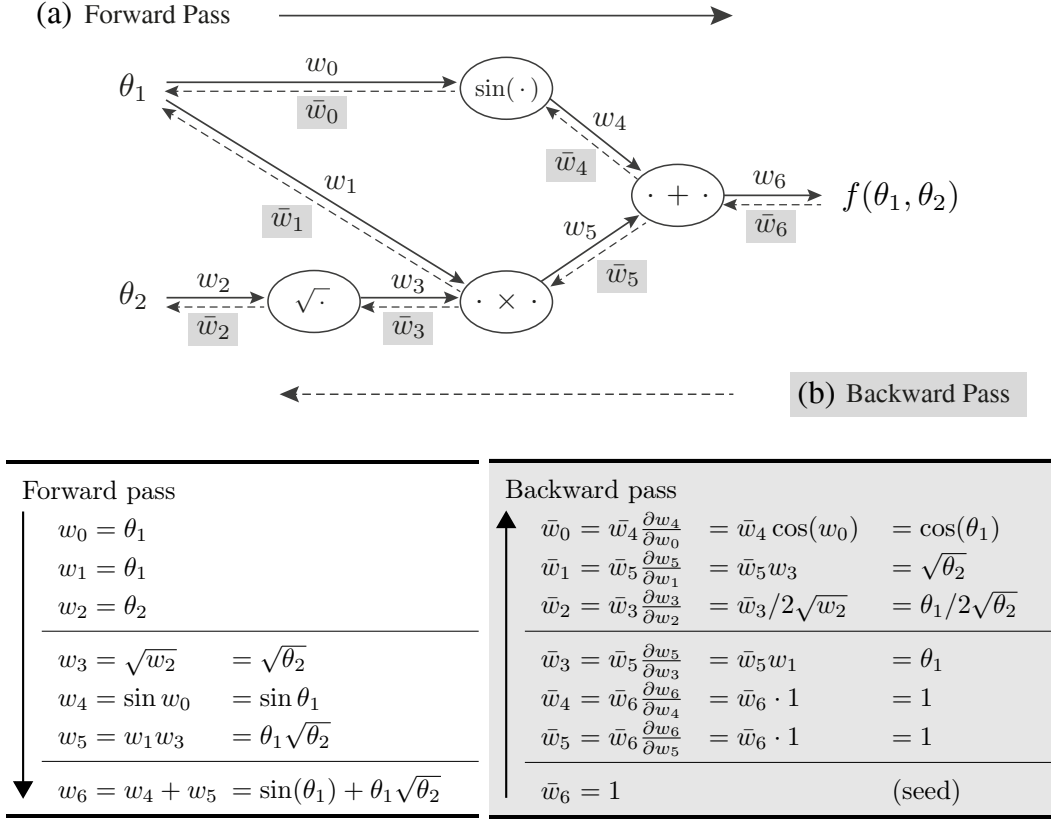 (a) Forward Pass
θ₁ w₀ sin( · )
w̄₀
w₄
w̄₄
w₁
w̄₁
· + · w₆ f(θ₁, θ₂)
w̄₆
w₅
w̄₅
θ₂ w₂ √· w₃ · × ·
w̄₂ w̄₃
(b) Backward Pass
Forward pass
w₀ = θ₁
w₁ = θ₁
w₂ = θ₂
w₃ = √w₂ = √θ₂
w₄ = sin w₀ = sin θ₁
w₅ = w₁w₃ = θ₁√θ₂
w₆ = w₄ + w₅ = sin(θ₁) + θ₁√θ₂
Backward pass
w̄₀ = w̄₄ ∂w₄/∂w₀ = w̄₄ cos(w₀) = cos(θ₁)
w̄₁ = w̄₅ ∂w₅/∂w₁ = w̄₅w₃ = √θ₂
w̄₂ = w̄₃ ∂w₃/∂w₂ = w̄₃/2√w₂ = θ₁/2√θ₂
w̄₃ = w̄₅ ∂w₅/∂w₃ = w̄₅w₁ = θ₁
w̄₄ = w̄₆ ∂w₆/∂w₄ = w̄₆ · 1 = 1
w̄₅ = w̄₆ ∂w₆/∂w₅ = w̄₆ · 1 = 1
w̄₆ = 1 (seed)